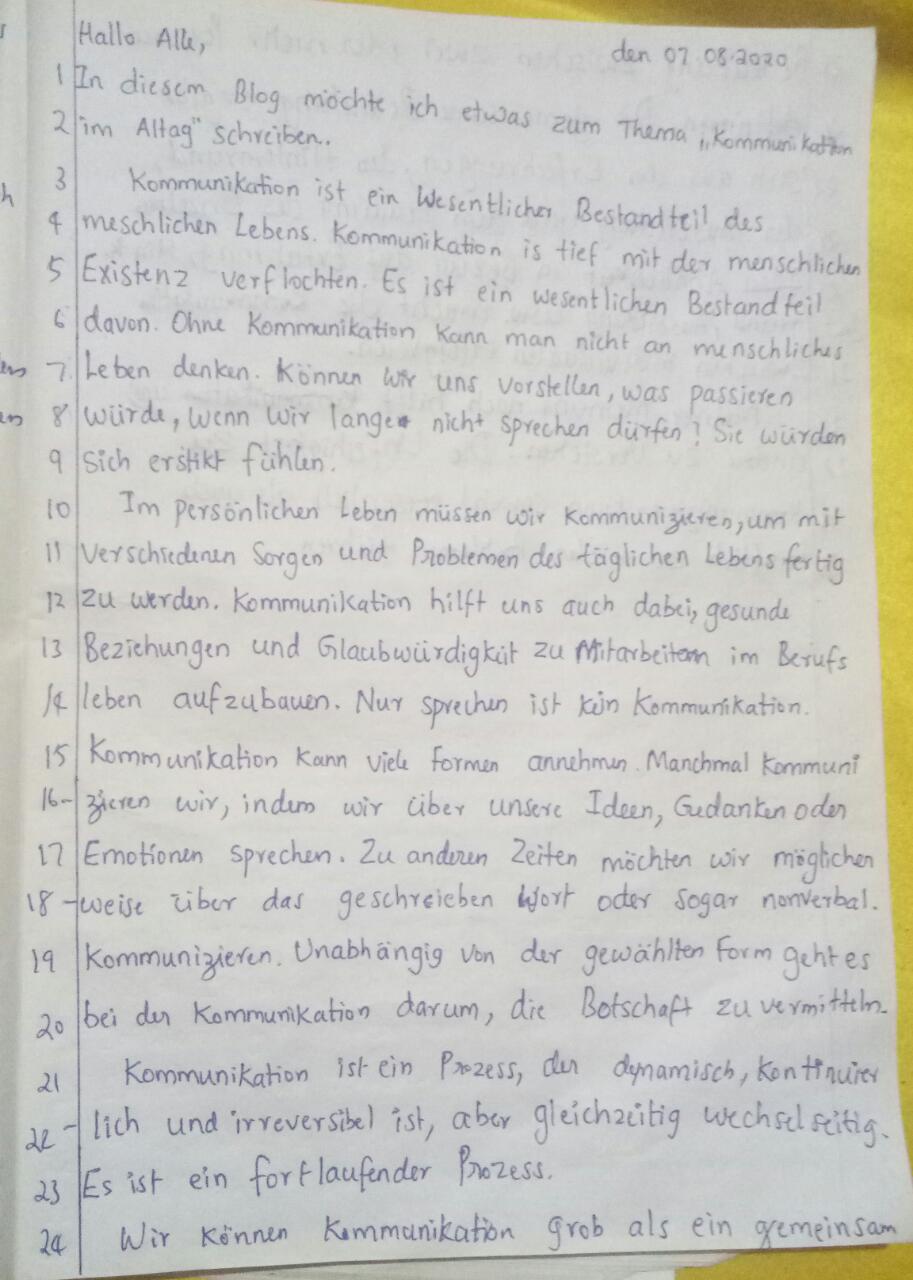 Hallo Alle,
den 07.08.2020
1 In diesem Blog möchte ich etwas zum Thema „Kommunikation
2 im Altag" schreiben.
3 Kommunikation ist ein Wesentlicher Bestandteil des
h
4 meschlichen Lebens. Kommunikation is tief mit der menschlichen
5 Existenz verflochten. Es ist ein wesentlichen Bestandteil
6 davon. Ohne Kommunikation kann man nicht an menschliches
7 Leben denken. Können wir uns vorstellen, was passieren
8 würde, wenn wir lange nicht sprechen dürfen? Sie würden
9 sich erstikt fühlen.
10 Im persönlichen Leben müssen wir kommunizieren, um mit
11 verschiedenen Sorgen und Problemen des täglichen Lebens fertig
12 zu werden. Kommunikation hilft uns auch dabei, gesunde
13 Beziehungen und Glaubwürdigkeit zu Mitarbeitern im Berufs
14 leben aufzubauen. Nur sprechen ist kein Kommunikation.
15 Kommunikation kann viele formen annehmen. Manchmal kommuni
16- zieren wir, indem wir über unsere Ideen, Gedanken oder
17 Emotionen sprechen. Zu anderen Zeiten möchten wir möglichen
18 -weise über das geschreieben Wort oder sogar nonverbal.
19 Kommunizieren. Unabhängig von der gewählten Form geht es
20 bei der Kommunikation darum, die Botschaft zu vermitteln.
21 Kommunikation ist ein Prozess, der dynamisch, kontinuier
22 - lich und irreversibel ist, aber gleichzeitig wechselseitig.
23 Es ist ein fortlaufender Prozess.
24 Wir können Kommunikation grob als ein gemeinsam